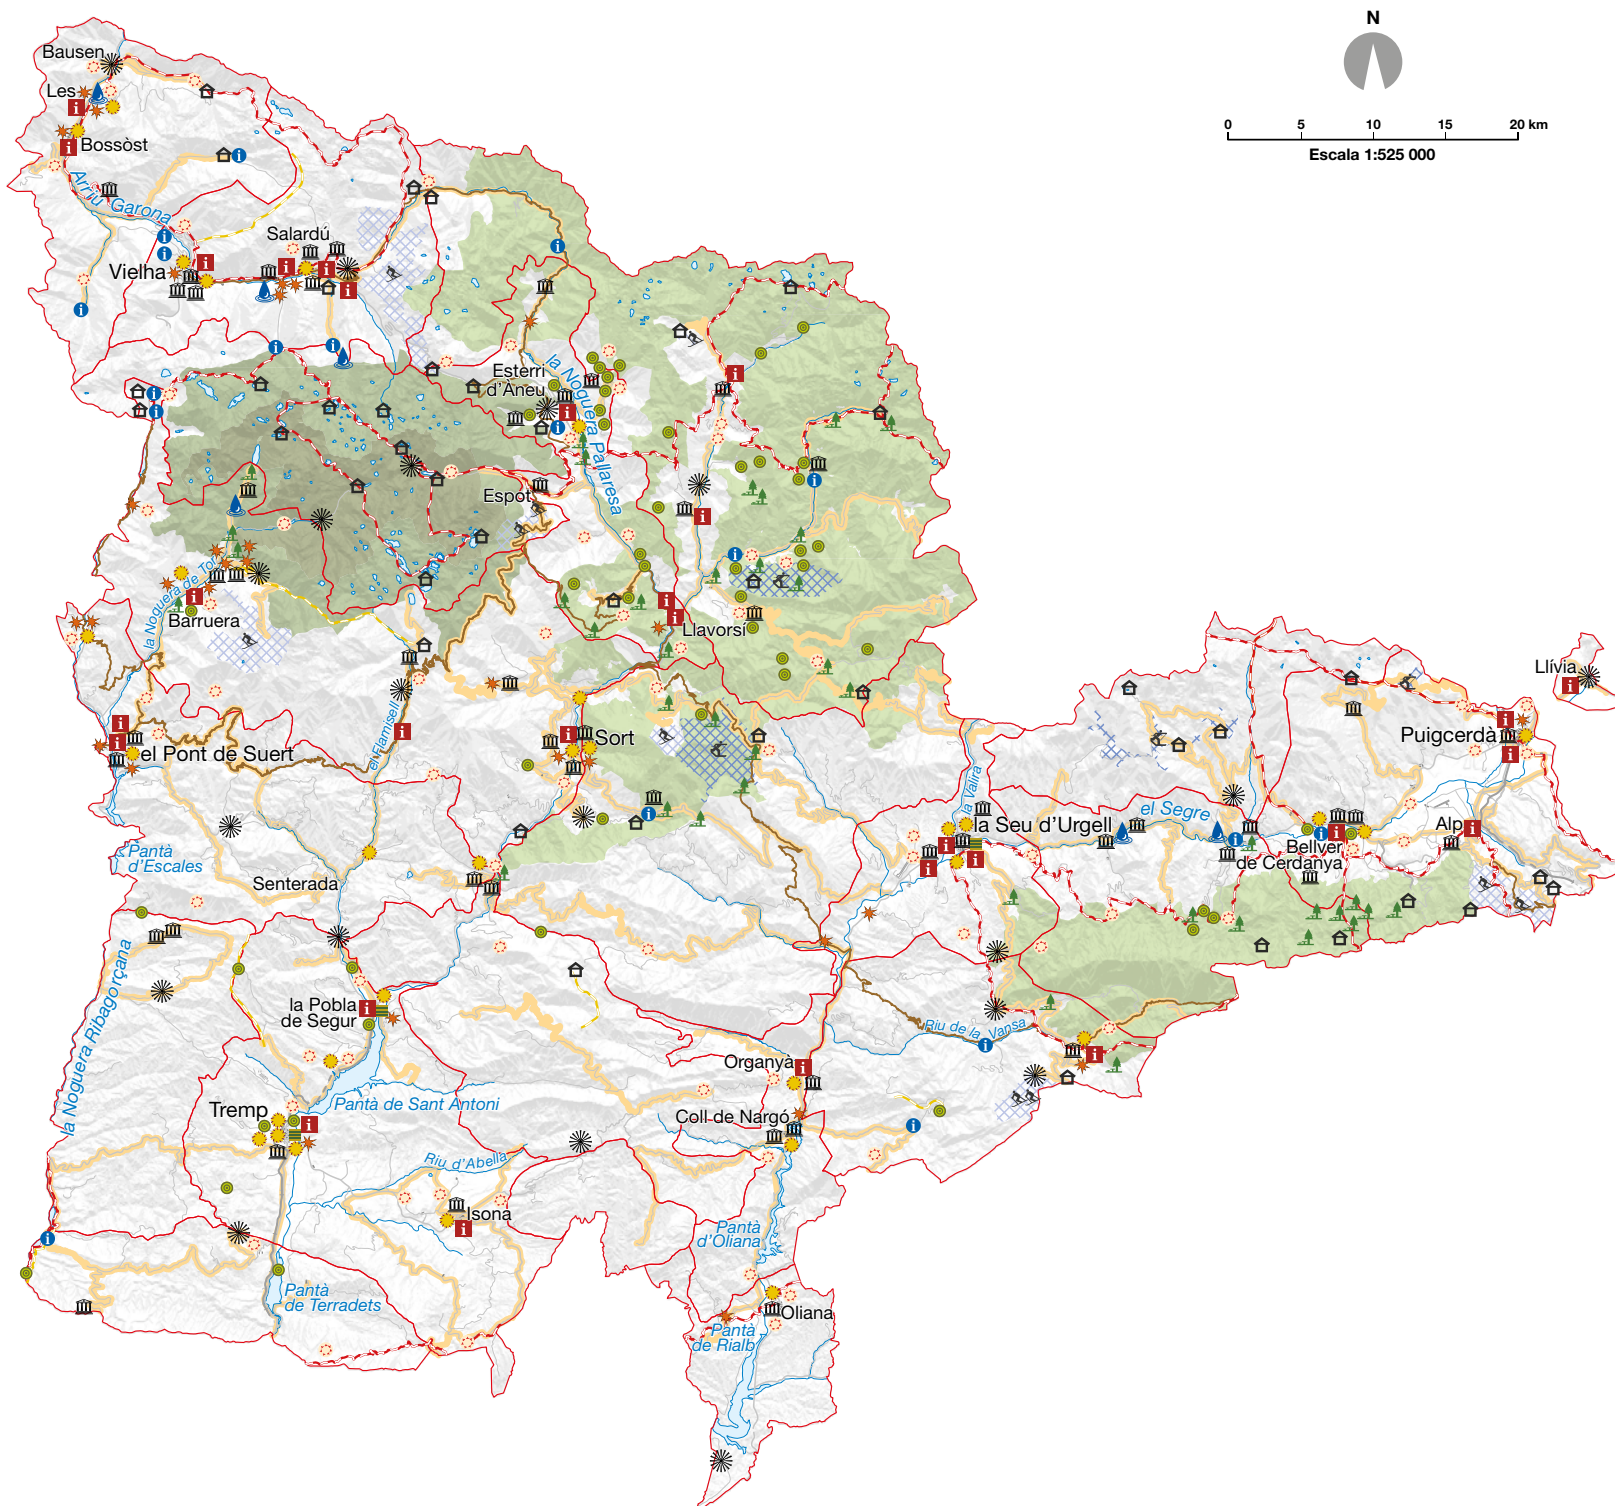 N
0 5 10 15 20 km
Escala 1:525 000
Bausen
Les
Bossòst
Arriu Garona
Salardú
Vielha
Esterri
d'Àneu
la Noguera Pallaresa
Espot
la Noguera de Tor
Barruera
Llavorsí
Llívia
el Pont de Suert
el Flamisell
Sort
Puigcerdà
la Valira
la Seu d'Urgell
el Segre
Alp
Bellver
de Cerdanya
Pantà
d'Escales
Senterada
la Noguera Ribagorçana
la Pobla
de Segur
Riu de la Vansa
Organyà
Tremp
Pantà de Sant Antoni
Coll de Nargó
Riu d'Abella
Isona
Pantà
d'Oliana
Pantà
de Terradets
Oliana
Pantà
de Rialb